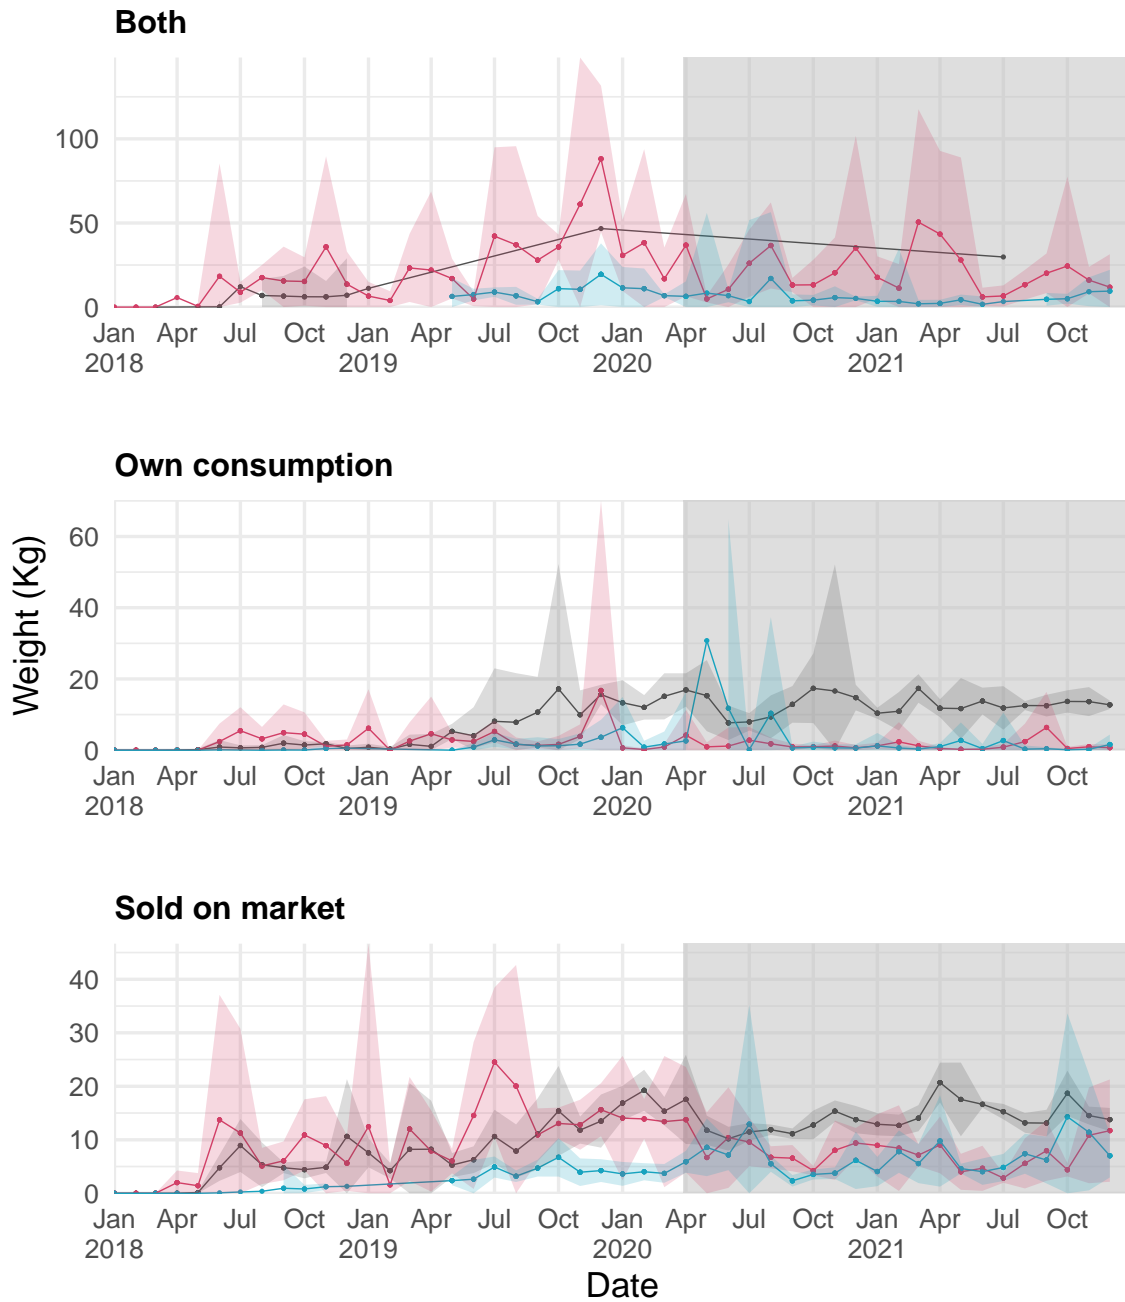 Both
100
50
0
Jan Apr Jul Oct Jan Apr Jul Oct Jan Apr Jul Oct Jan Apr Jul Oct
2018 2019 2020 2021
Own consumption
60
40
20
0
Jan Apr Jul Oct Jan Apr Jul Oct Jan Apr Jul Oct Jan Apr Jul Oct
2018 2019 2020 2021
Weight (Kg)
Sold on market
40
30
20
10
0
Jan Apr Jul Oct Jan Apr Jul Oct Jan Apr Jul Oct Jan Apr Jul Oct
2018 2019 2020 2021
Date